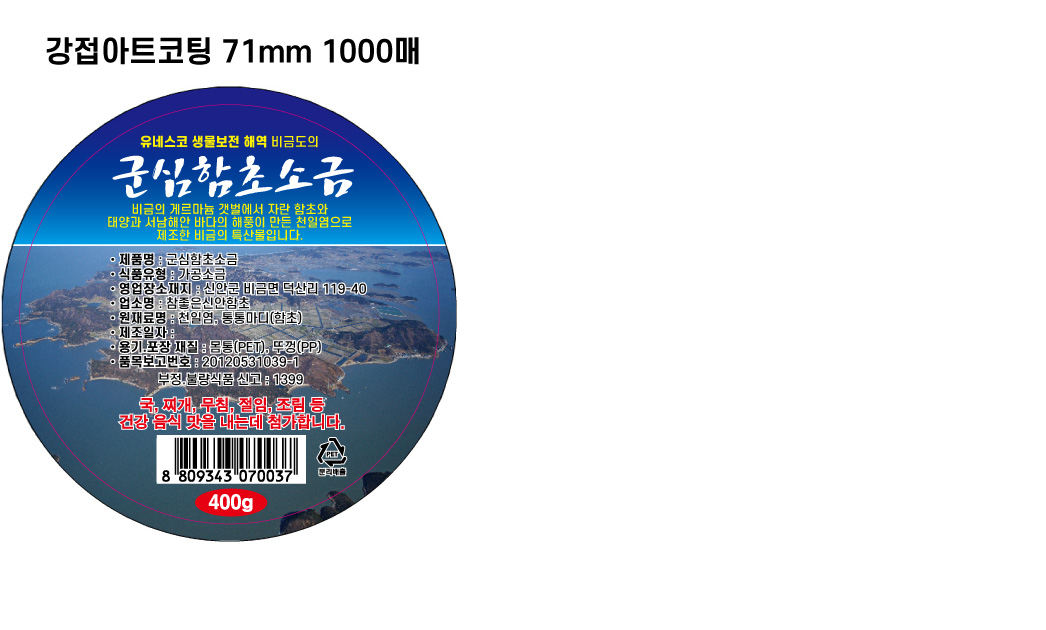 강접아트코팅 71mm 1000매
유네스코 생물보전 해역 비금도의
군심함초소금
비금의 게르마늄 갯벌에서 자란 함초와
태양과 서남해안 바다의 해풍이 만든 천일염으로
제조한 비금의 특산물입니다.
• 제품명 : 군심함초소금
• 식품유형 : 가공소금
• 영업장소재지 : 신안군 비금면 덕산리 119-40
• 업소명 : 참좋은신안함초
• 원재료명 : 천일염, 퉁퉁마디(함초)
• 제조일자 :
• 용기.포장 재질 : 몸통(PET), 뚜껑(PP)
• 품목보고번호 : 20120531039-1
부정.불량식품 신고 : 1399
국, 찌개, 무침, 절임, 조림 등
건강 음식 맛을 내는데 첨가합니다.
8 809343 070037
PET
분리배출
400g